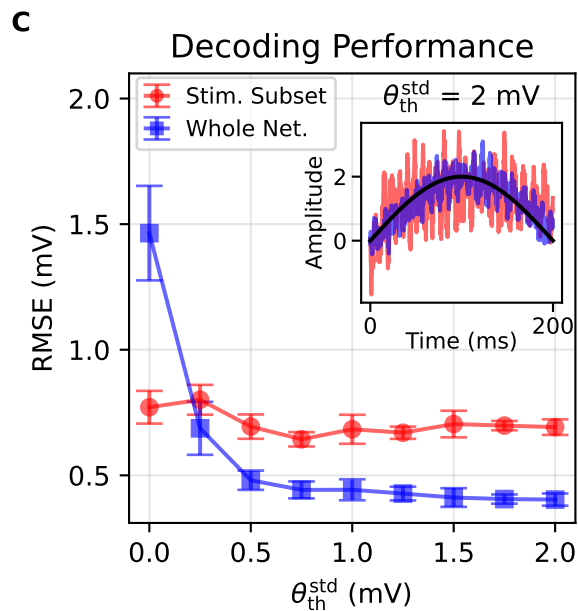 C
Decoding Performance
Stim. Subset
Whole Net.
θ_th^std = 2 mV
Amplitude
2
0
0
200
Time (ms)
RMSE (mV)
2.0
1.5
1.0
0.5
0.0
0.5
1.0
1.5
2.0
θ_th^std (mV)